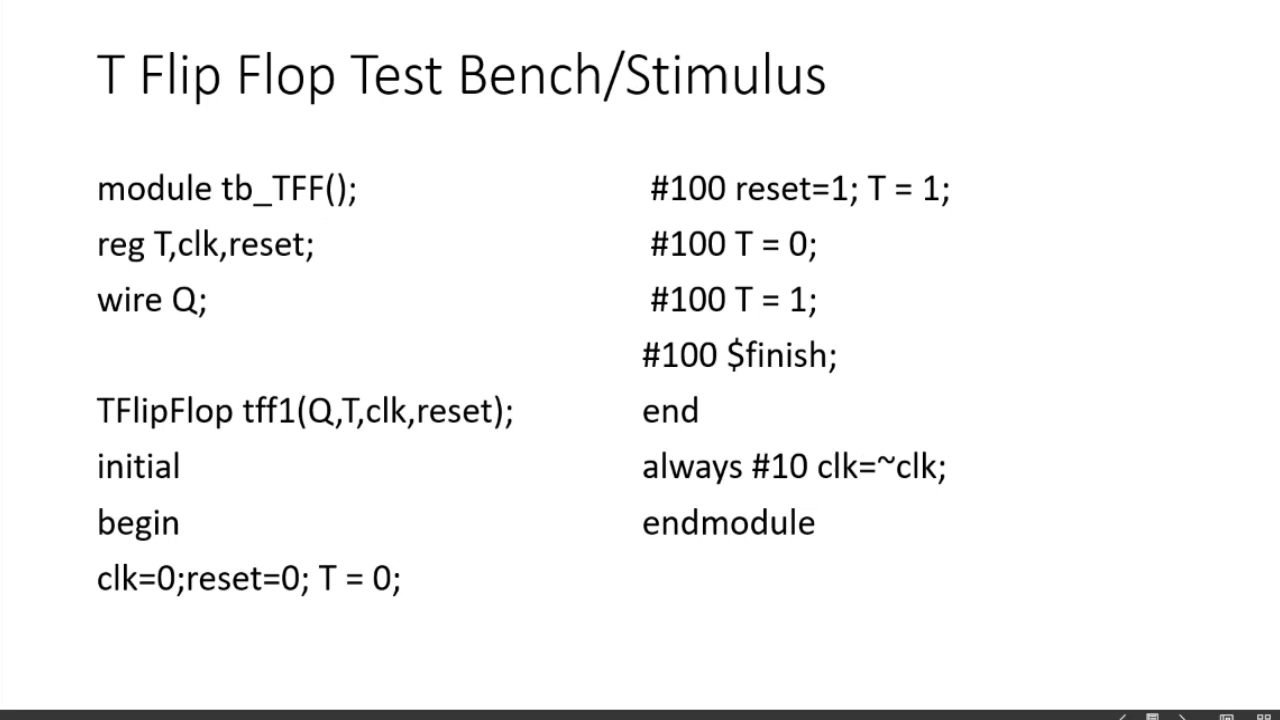 T Flip Flop Test Bench/Stimulus
module tb_TFF();
reg T,clk,reset;
wire Q;
TFlipFlop tff1(Q,T,clk,reset);
initial
begin
clk=0;reset=0; T = 0;
#100 reset=1; T = 1;
#100 T = 0;
#100 T = 1;
#100 $finish;
end
always #10 clk=~clk;
endmodule